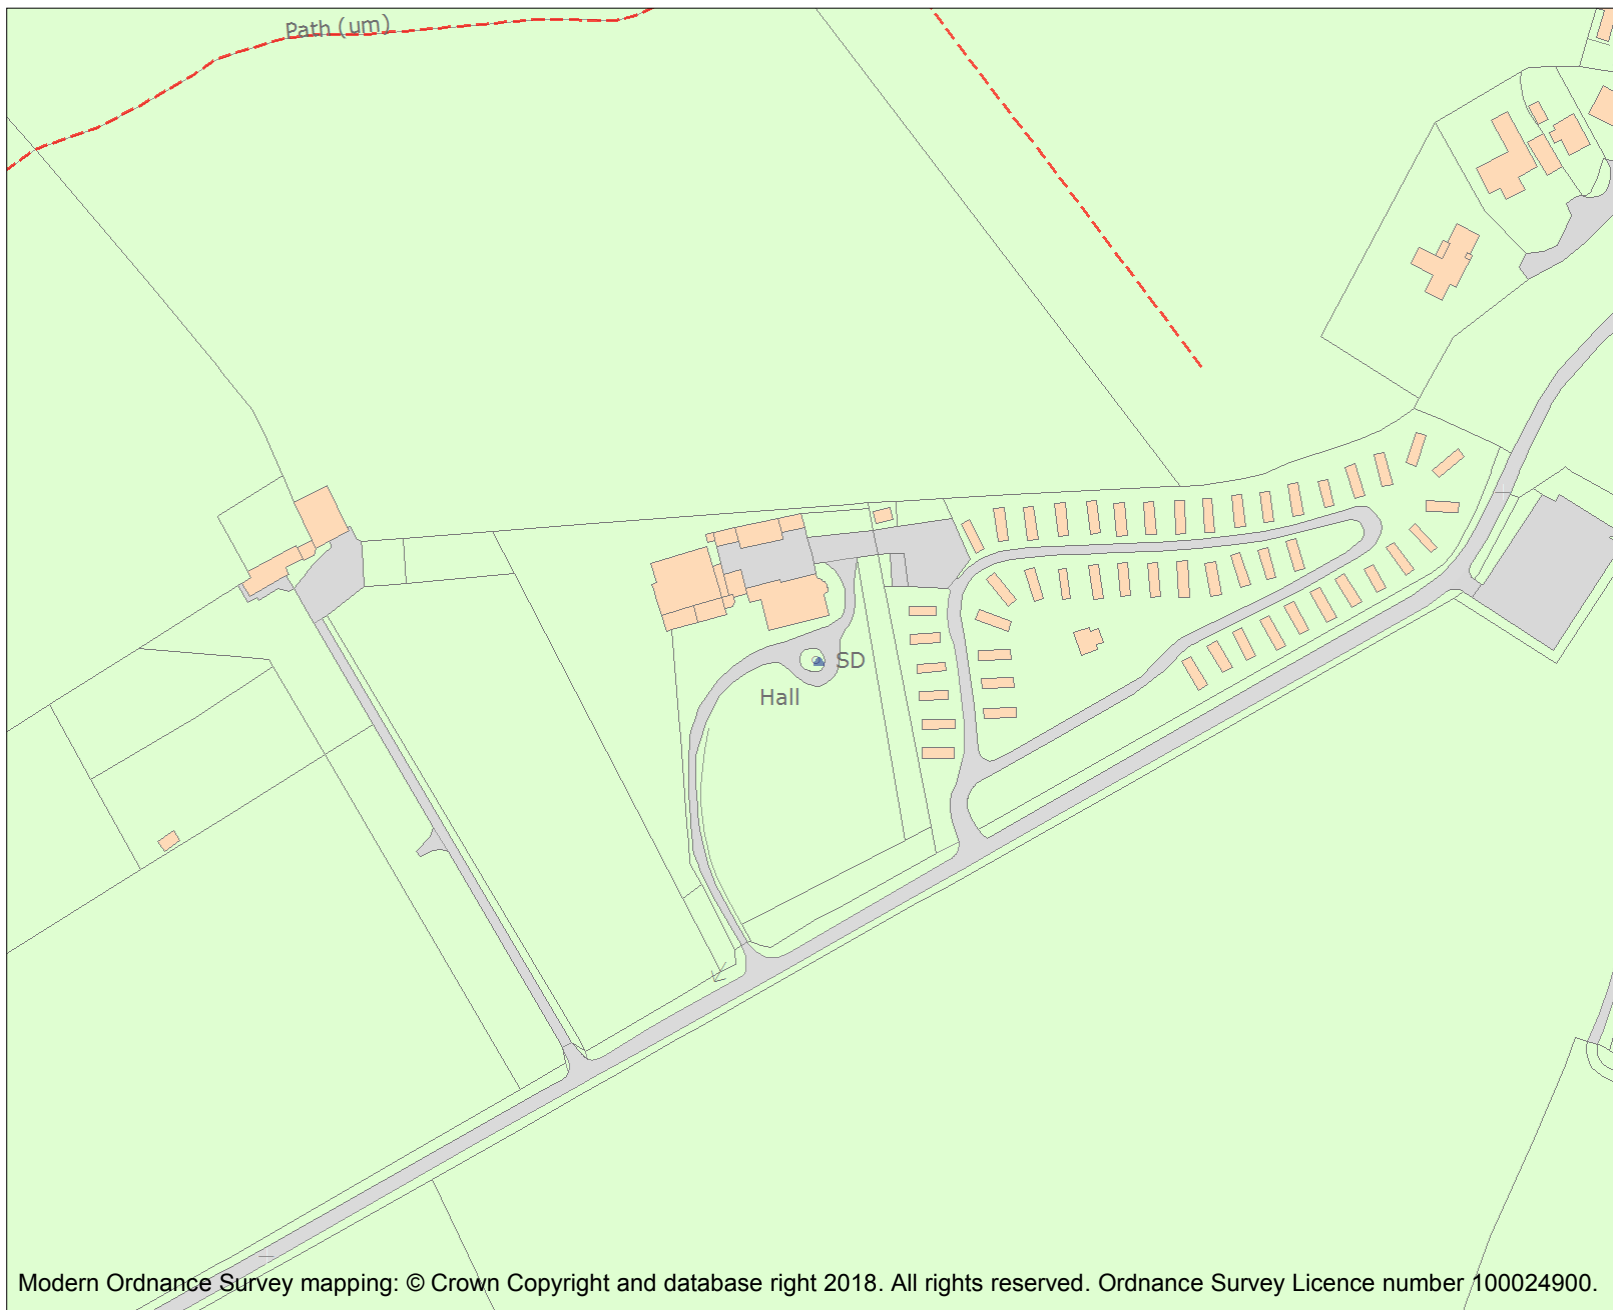 Path (um)
SD
Hall
Modern Ordnance Survey mapping: © Crown Copyright and database right 2018. All rights reserved. Ordnance Survey Licence number 100024900.